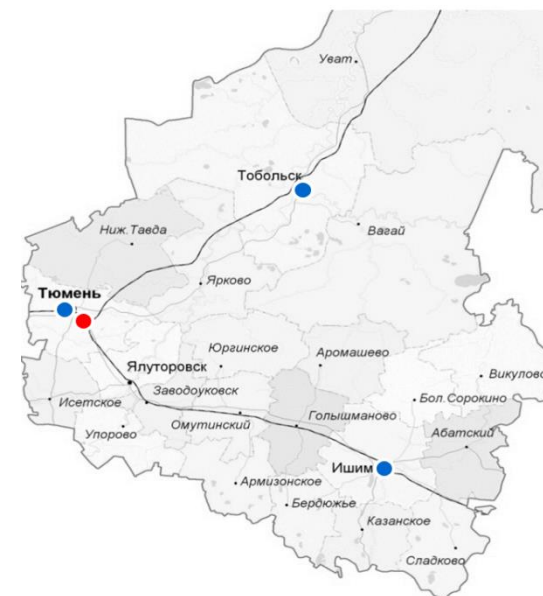 Уват
Тобольск
Ниж.Тавда
Вагай
Ярково
Тюмень
Юргинское
Аромашево
Ялуторовск
Викулово
Заводоуковск
Бол.Сорокино
Исетское
Голышманово
Омутинский
Абатский
Упорово
Ишим
Армизонское
Бердюжье
Казанское
Сладково